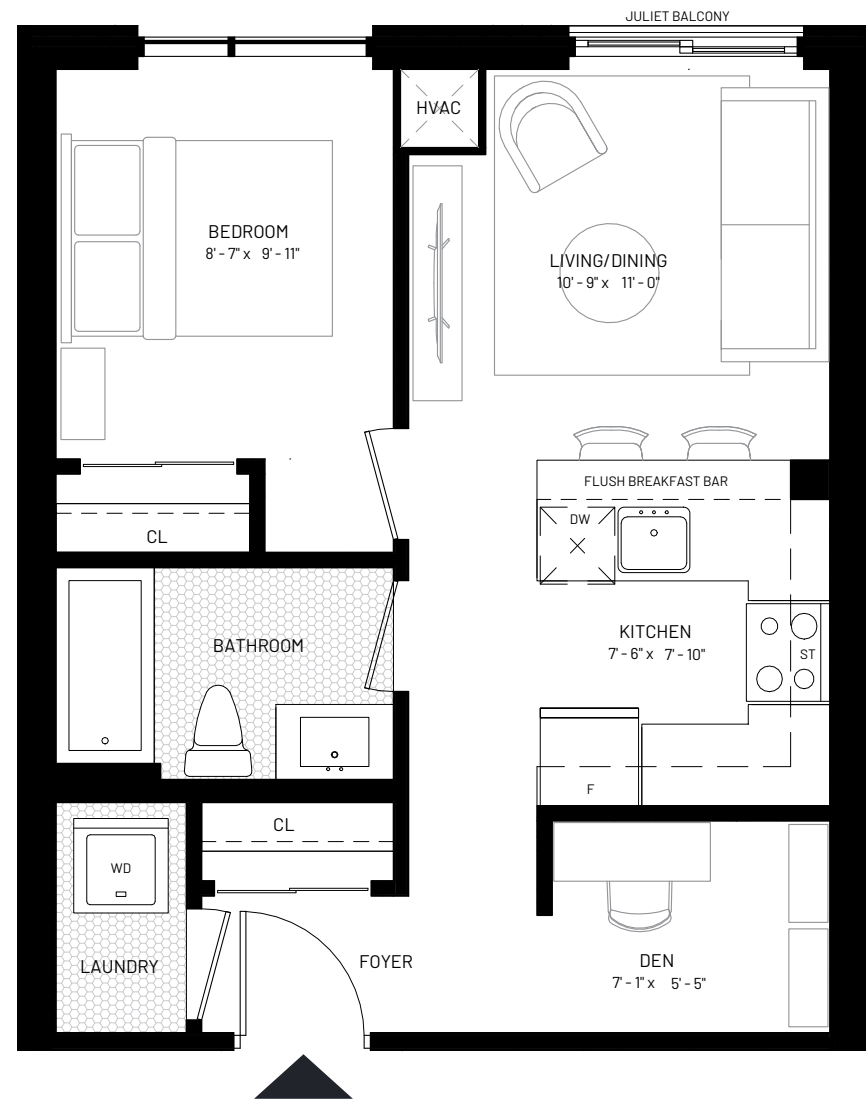 JULIET BALCONY
HVAC
BEDROOM
8' - 7" x 9' - 11"
LIVING/DINING
10' - 9" x 11' - 0"
FLUSH BREAKFAST BAR
DW
CL
KITCHEN
7' - 6" x 7' - 10"
ST
BATHROOM
F
CL
WD
LAUNDRY
FOYER
DEN
7' - 1" x 5' - 5"